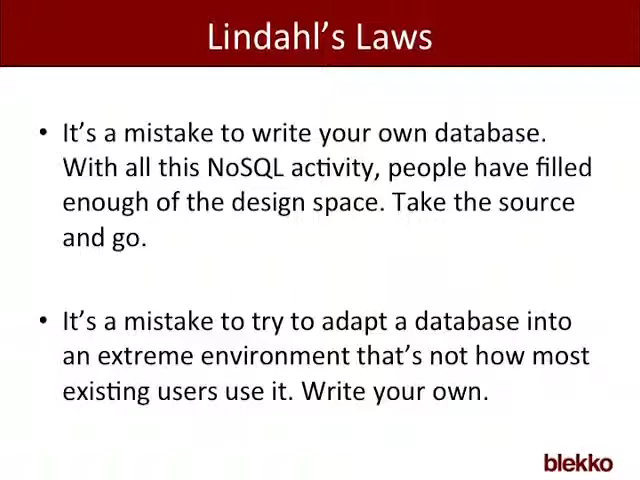 Lindahl's Laws
• It's a mistake to write your own database.
With all this NoSQL activity, people have filled
enough of the design space. Take the source
and go.
• It's a mistake to try to adapt a database into
an extreme environment that's not how most
existing users use it. Write your own.
blekko